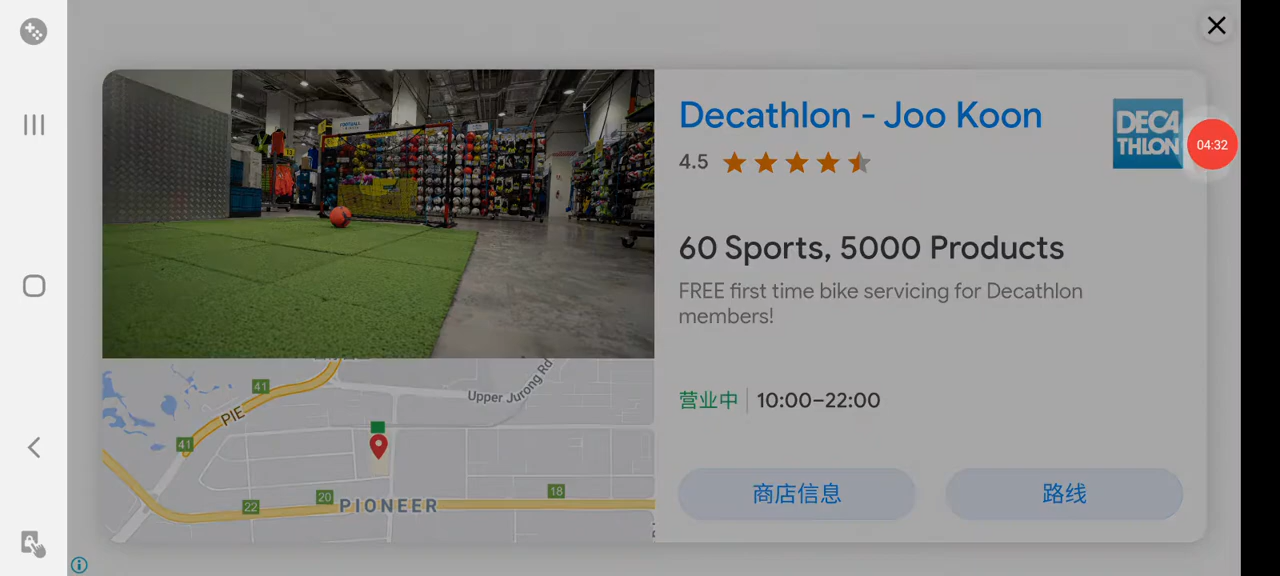 Decathlon - Joo Koon
DECA
THLON
04:32
4.5
60 Sports, 5000 Products
FREE first time bike servicing for Decathlon
members!
营业中 10:00–22:00
商店信息
路线
41
Upper Jurong Rd
PIE
41
18
20
22
PIONEER